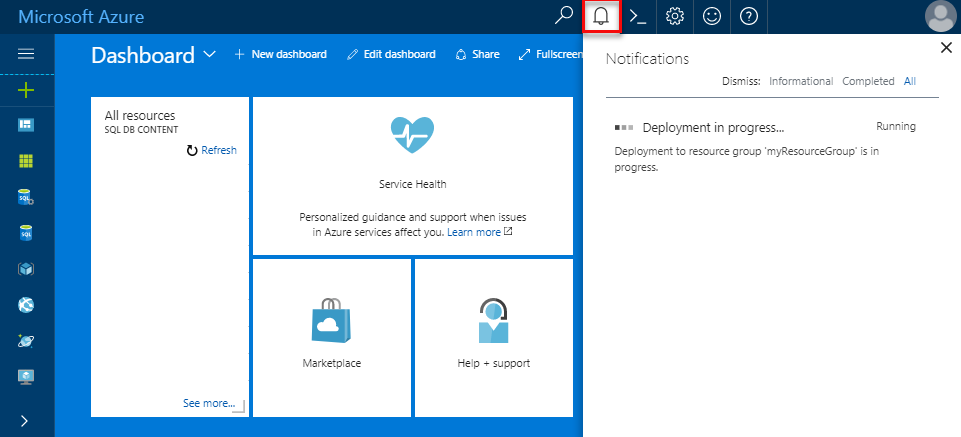 Microsoft Azure
Dashboard
New dashboard
Edit dashboard
Share
Fullscreen
Notifications
Dismiss: Informational Completed All
Deployment in progress... Running
Deployment to resource group 'myResourceGroup' is in
progress.
All resources
SQL DB CONTENT
Refresh
See more...
Service Health
Personalized guidance and support when issues
in Azure services affect you. Learn more
Marketplace
Help + support
SQL
SQL